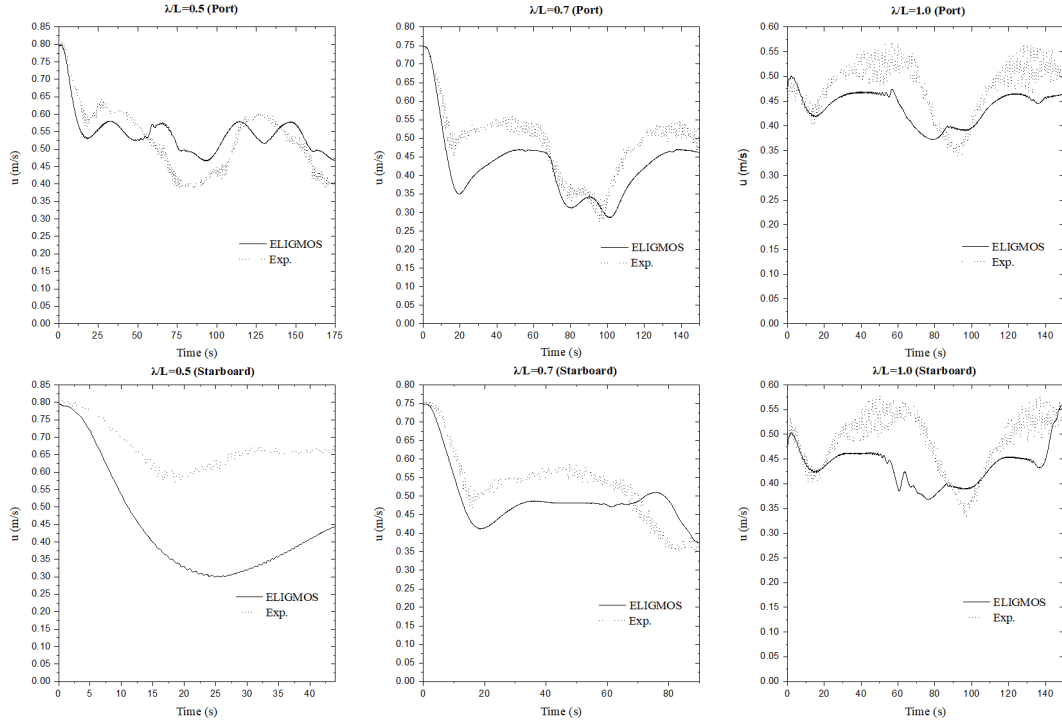 λ/L=0.5 (Port)
0.85
0.80
0.75
0.70
0.65
0.60
0.55
0.50
0.45
0.40
0.35
0.30
0.25
0.20
0.15
0.10
0.05
0.00
u (m/s)
ELIGMOS
Exp.
0 25 50 75 100 125 150 175
Time (s)
λ/L=0.7 (Port)
0.80
0.75
0.70
0.65
0.60
0.55
0.50
0.45
0.40
0.35
0.30
0.25
0.20
0.15
0.10
0.05
0.00
u (m/s)
ELIGMOS
Exp.
0 20 40 60 80 100 120 140
Time (s)
λ/L=1.0 (Port)
0.60
0.55
0.50
0.45
0.40
0.35
0.30
0.25
0.20
0.15
0.10
0.05
0.00
u (m/s)
ELIGMOS
Exp.
0 20 40 60 80 100 120 140
Time (s)
λ/L=0.5 (Starboard)
0.85
0.80
0.75
0.70
0.65
0.60
0.55
0.50
0.45
0.40
0.35
0.30
0.25
0.20
0.15
0.10
0.05
0.00
u (m/s)
ELIGMOS
Exp.
0 5 10 15 20 25 30 35 40
Time (s)
λ/L=0.7 (Starboard)
0.80
0.75
0.70
0.65
0.60
0.55
0.50
0.45
0.40
0.35
0.30
0.25
0.20
0.15
0.10
0.05
0.00
u (m/s)
ELIGMOS
Exp.
0 20 40 60 80
Time (s)
λ/L=1.0 (Starboard)
0.60
0.55
0.50
0.45
0.40
0.35
0.30
0.25
0.20
0.15
0.10
0.05
0.00
u (m/s)
ELIGMOS
Exp.
0 20 40 60 80 100 120 140
Time (s)